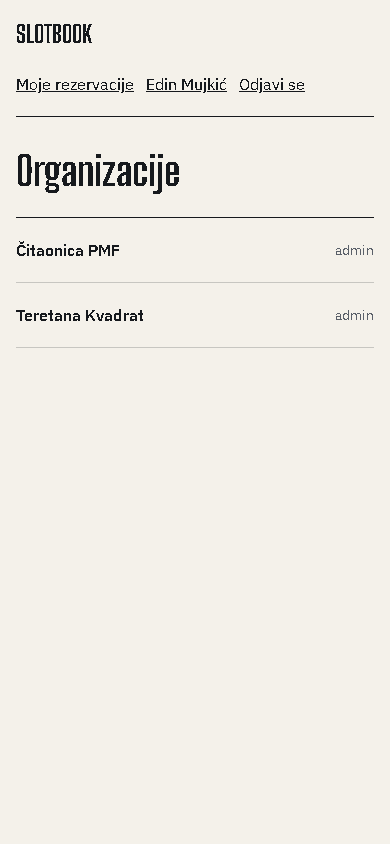 SLOTBOOK
Moje rezervacije Edin Mujkić Odjavi se
Organizacije
Čitaonica PMF admin
Teretana Kvadrat admin